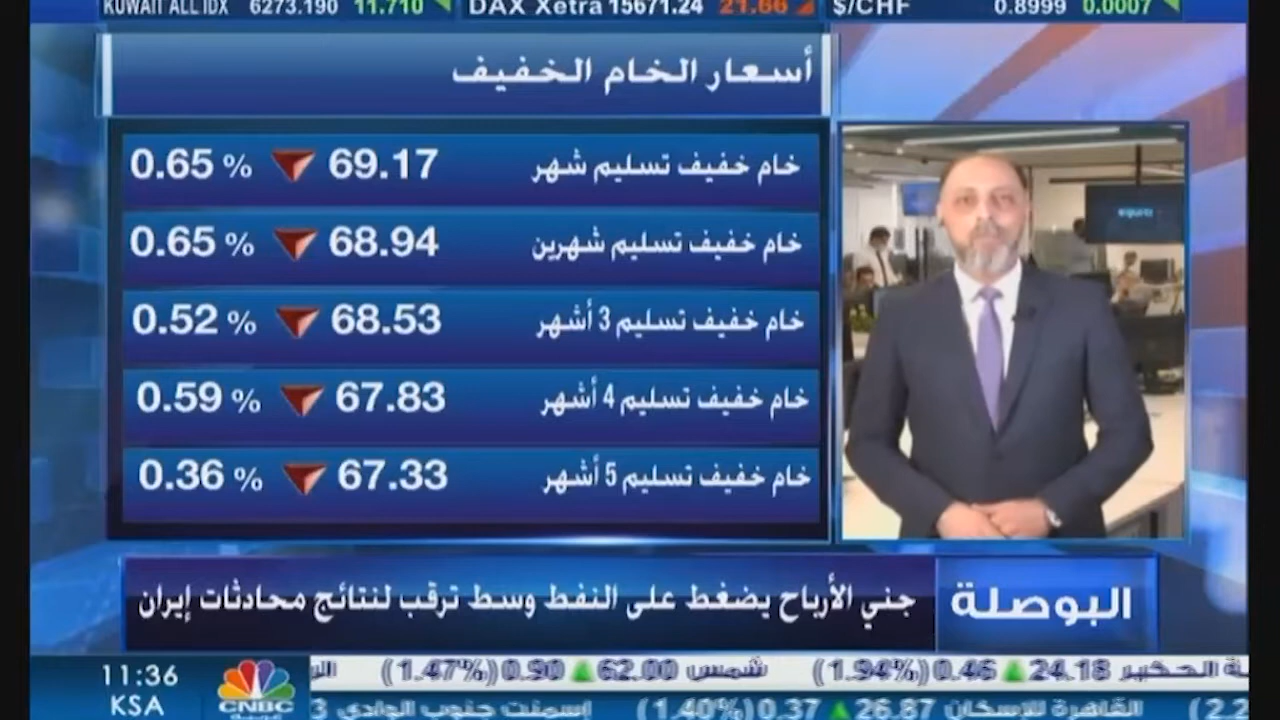 KUWAIT ALL IDX 6273.190 11.710 DAX Xetra 15671.24 21.66 $/CHF 0.8999 0.0007
أسعار الخام الخفيف
خام خفيف تسليم شهر 69.17 0.65 %
خام خفيف تسليم شهرين 68.94 0.65 %
خام خفيف تسليم 3 أشهر 68.53 0.52 %
خام خفيف تسليم 4 أشهر 67.83 0.59 %
خام خفيف تسليم 5 أشهر 67.33 0.36 %
equiti
البوصلة
جني الأرباح يضغط على النفط وسط ترقب لنتائج محادثات إيران
11:36
KSA
CNBC
عربية
الخبير 24.18 0.46 (1.94%) شمس 62.00 0.90 (1.47%)
القاهرة للإسكان 26.87 0.37 (1.40%) إسمنت جنوب الوادي